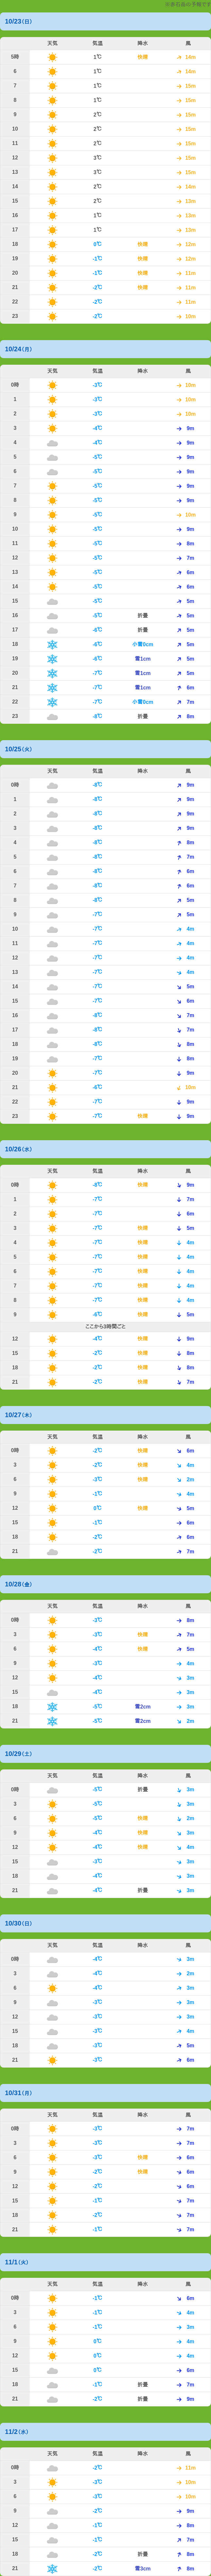 10/23(日)
天気 気温 降水 風
5時 1℃ 快晴 14m
6 1℃ 14m
7 1℃ 15m
8 1℃ 15m
9 2℃ 15m
10 2℃ 15m
11 2℃ 15m
12 3℃ 15m
13 3℃ 15m
14 2℃ 14m
15 2℃ 13m
16 1℃ 13m
17 1℃ 13m
18 0℃ 快晴 12m
19 -1℃ 快晴 12m
20 -1℃ 快晴 11m
21 -2℃ 快晴 11m
22 -2℃ 11m
23 -2℃ 10m
10/24(月)
天気 気温 降水 風
0時 -3℃ 10m
1 -3℃ 10m
2 -3℃ 10m
3 -4℃ 9m
4 -4℃ 9m
5 -5℃ 9m
6 -5℃ 9m
7 -5℃ 9m
8 -5℃ 9m
9 -5℃ 10m
10 -5℃ 9m
11 -5℃ 8m
12 -5℃ 7m
13 -5℃ 6m
14 -5℃ 6m
15 -5℃ 5m
16 -5℃ 折畳 5m
17 -6℃ 折畳 5m
18 -6℃ 小雪0cm 5m
19 -6℃ 雪1cm 5m
20 -7℃ 雪1cm 5m
21 -7℃ 雪1cm 6m
22 -7℃ 小雪0cm 7m
23 -8℃ 折畳 8m
10/25(火)
天気 気温 降水 風
0時 -8℃ 9m
1 -8℃ 9m
2 -8℃ 9m
3 -8℃ 9m
4 -8℃ 8m
5 -8℃ 7m
6 -8℃ 6m
7 -8℃ 6m
8 -8℃ 5m
9 -7℃ 5m
10 -7℃ 4m
11 -7℃ 4m
12 -7℃ 4m
13 -7℃ 4m
14 -7℃ 5m
15 -7℃ 6m
16 -8℃ 7m
17 -8℃ 7m
18 -8℃ 8m
19 -7℃ 8m
20 -7℃ 9m
21 -6℃ 10m
22 -7℃ 9m
23 -7℃ 快晴 9m
10/26(水)
天気 気温 降水 風
0時 -8℃ 快晴 9m
1 -7℃ 7m
2 -7℃ 6m
3 -7℃ 快晴 5m
4 -7℃ 快晴 4m
5 -7℃ 快晴 4m
6 -7℃ 快晴 4m
7 -7℃ 快晴 4m
8 -7℃ 快晴 4m
9 -6℃ 快晴 5m
ここから3時間ごと
12 -4℃ 快晴 9m
15 -2℃ 快晴 8m
18 -2℃ 快晴 8m
21 -2℃ 快晴 7m
10/27(木)
天気 気温 降水 風
0時 -2℃ 快晴 6m
3 -2℃ 快晴 4m
6 -3℃ 快晴 2m
9 -1℃ 4m
12 0℃ 快晴 5m
15 -1℃ 6m
18 -2℃ 6m
21 -2℃ 7m
10/28(金)
天気 気温 降水 風
0時 -3℃ 8m
3 -3℃ 快晴 7m
6 -4℃ 快晴 5m
9 -3℃ 4m
12 -4℃ 3m
15 -4℃ 3m
18 -5℃ 雪2cm 3m
21 -5℃ 雪2cm 2m
10/29(土)
天気 気温 降水 風
0時 -5℃ 折畳 3m
3 -5℃ 3m
6 -5℃ 快晴 2m
9 -4℃ 快晴 3m
12 -4℃ 快晴 4m
15 -3℃ 3m
18 -4℃ 3m
21 -4℃ 折畳 3m
10/30(日)
天気 気温 降水 風
0時 -4℃ 3m
3 -4℃ 2m
6 -4℃ 3m
9 -3℃ 3m
12 -3℃ 3m
15 -3℃ 4m
18 -3℃ 5m
21 -3℃ 6m
10/31(月)
天気 気温 降水 風
0時 -3℃ 7m
3 -3℃ 7m
6 -3℃ 快晴 6m
9 -2℃ 快晴 6m
12 -2℃ 6m
15 -1℃ 7m
18 -2℃ 7m
21 -1℃ 7m
11/1(火)
天気 気温 降水 風
0時 -1℃ 6m
3 -1℃ 4m
6 -1℃ 3m
9 0℃ 4m
12 0℃ 4m
15 0℃ 6m
18 -1℃ 折畳 7m
21 -2℃ 折畳 9m
11/2(水)
天気 気温 降水 風
0時 -2℃ 11m
3 -3℃ 10m
6 -3℃ 10m
9 -2℃ 9m
12 -1℃ 8m
15 -1℃ 7m
18 -2℃ 折畳 8m
21 -2℃ 雪3cm 8m